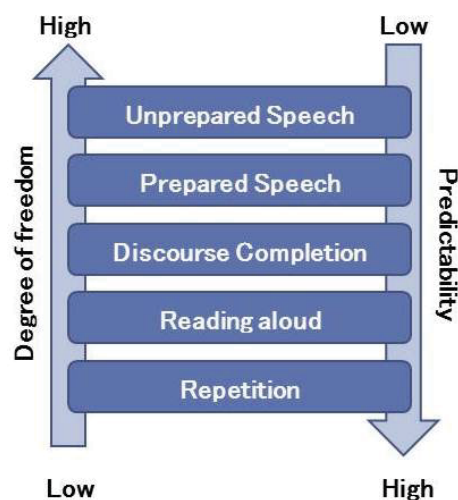 High
Low
Unprepared Speech
Prepared Speech
Discourse Completion
Reading aloud
Repetition
Degree of freedom
Predictability
Low
High